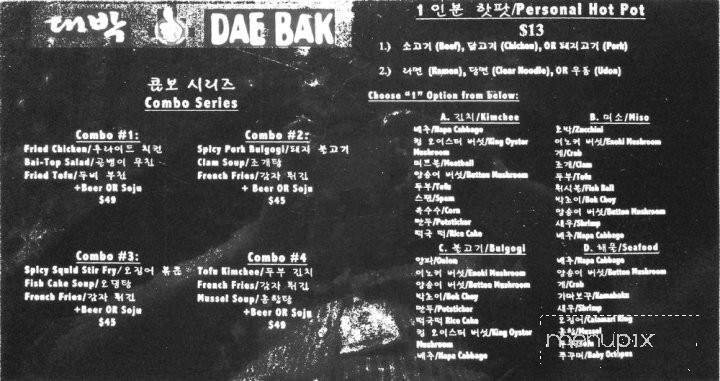 대박 DAE BAK
콤보 시리즈
Combo Series
Combo #1:
Fried Chicken/후라이드 치킨
Bai-Top Salad/골뱅이 무침
Fried Tofu/두부 부침
+Beer OR Soju
$49
Combo #2:
Spicy Pork Bulgogi/돼지 불고기
Clam Soup/조개탕
French Fries/감자 튀김
+ Beer OR Soju
$45
Combo #3:
Spicy Squid Stir Fry/오징어 볶음
Fish Cake Soup/오뎅탕
French Fries/감자 튀김
+Beer OR Soju
$45
Combo #4
Tofu Kimchee/두부 김치
French Fries/감자 튀김
Mussel Soup/홍합탕
+Beer OR Soju
$49
1 인분 핫팟/Personal Hot Pot
$13
1.) 소고기 (Beef), 닭고기 (Chicken), OR 돼지고기 (Pork)
2.) 라면 (Ramen), 당면 (Clear Noodle), OR 우동 (Udon)
Choose "1" Option from below:
A. 김치/Kimchee
배추/Napa Cabbage
킹 오이스터 버섯/King Oyster
Mushroom
미트볼/Meatball
양송이 버섯/Button Mushroom
두부/Tofu
스팸/Spam
옥수수/Corn
만두/Potsticker
떡국 떡/Rice Cake
B. 미소/Miso
호박/Zucchini
이노키 버섯/Enoki Mushroom
게/Crab
조개/Clam
두부/Tofu
휘시볼/Fish Ball
박초이/Bok Choy
양송이 버섯/Button Mushroom
새우/Shrimp
배추/Napa Cabbage
C. 불고기/Bulgogi
양파/Onion
이노키 버섯/Enoki Mushroom
양송이 버섯/Button Mushroom
박초이/Bok Choy
만두/Potsticker
떡국떡/Rice Cake
킹 오이스터 버섯/King Oyster
Mushroom
배추/Napa Cabbage
D. 해물/Seafood
배추/Napa Cabbage
양송이 버섯/Button Mushroom
게/Crab
가마보구/Kamaboko
새우/Shrimp
오징어/Calamari Ring
홍합/Mussel
두부/Tofu
쭈꾸미/Baby Octopus
menupix